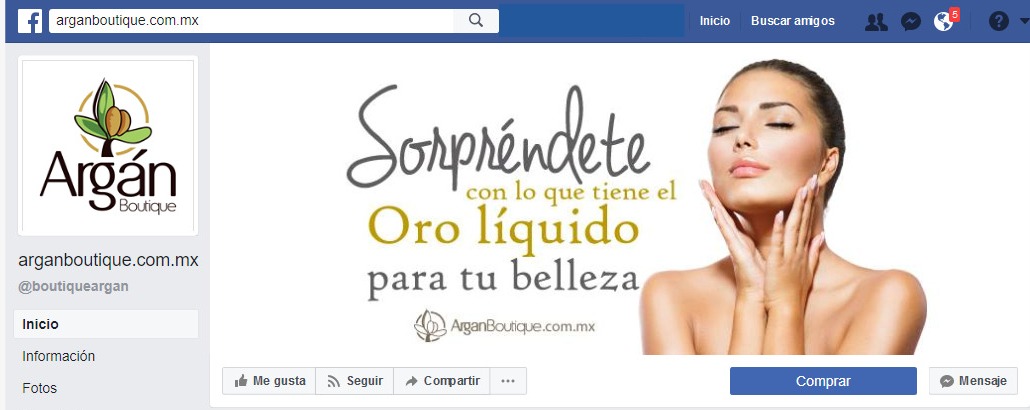 arganboutique.com.mx
Inicio
Buscar amigos
5
Argán
Boutique
Sorpréndete
con lo que tiene el
Oro líquido
para tu belleza
ArganBoutique.com.mx
arganboutique.com.mx
@boutiqueargan
Inicio
Información
Fotos
Me gusta
Seguir
Compartir
Comprar
Mensaje